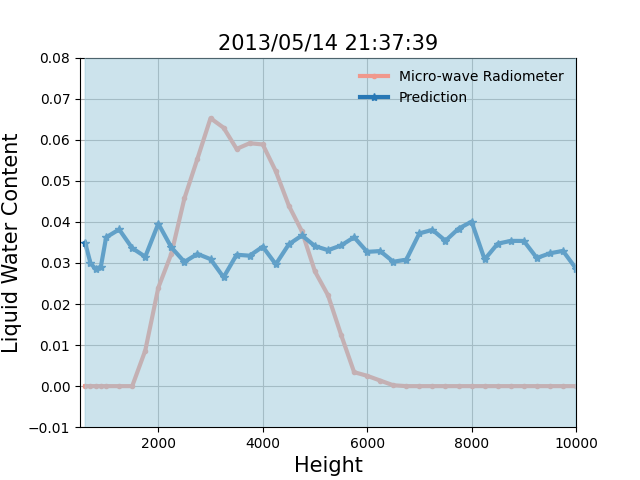 2013/05/14 21:37:39
Micro-wave Radiometer
Prediction
Liquid Water Content
0.08
0.07
0.06
0.05
0.04
0.03
0.02
0.01
0.00
−0.01
2000 4000 6000 8000 10000
Height